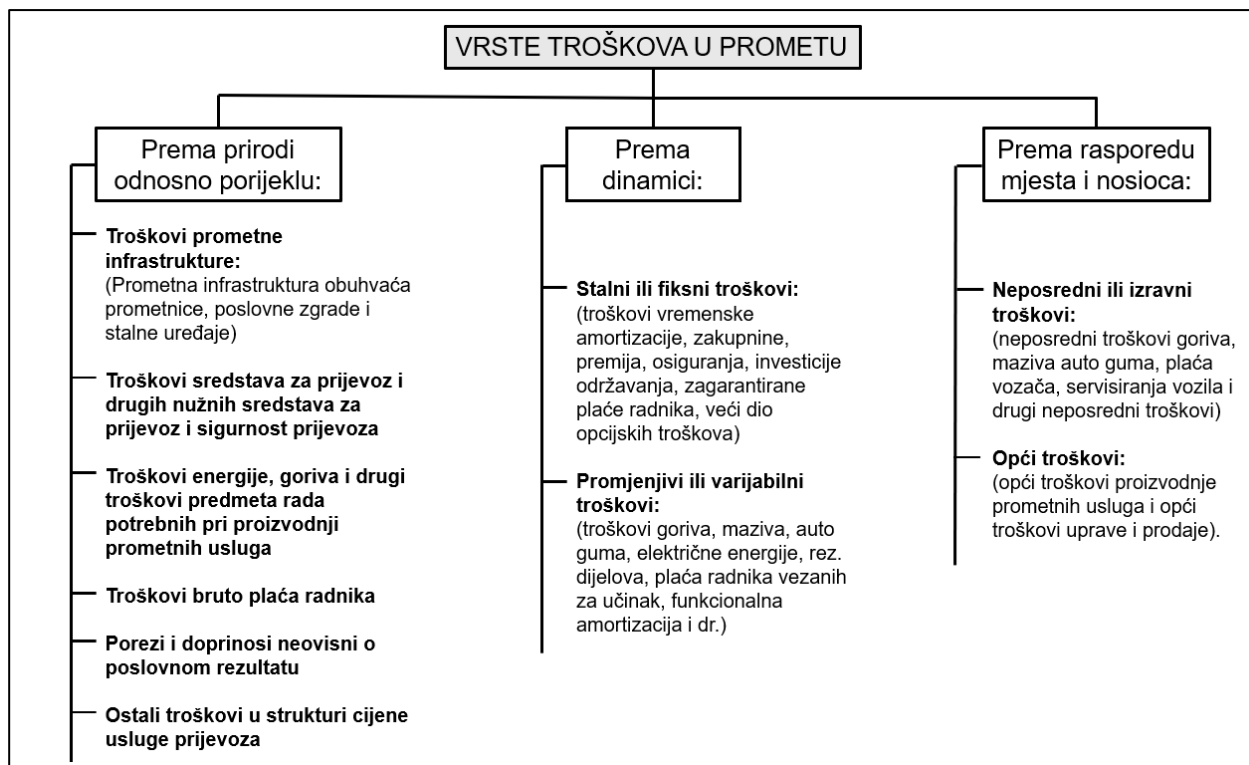 VRSTE TROŠKOVA U PROMETU
Prema prirodi
odnosno porijeklu:
Troškovi prometne
infrastrukture:
(Prometna infrastruktura obuhvaća
prometnice, poslovne zgrade i
stalne uređaje)
Troškovi sredstava za prijevoz i
drugih nužnih sredstava za
prijevoz i sigurnost prijevoza
Troškovi energije, goriva i drugi
troškovi predmeta rada
potrebnih pri proizvodnji
prometnih usluga
Troškovi bruto plaća radnika
Porezi i doprinosi neovisni o
poslovnom rezultatu
Ostali troškovi u strukturi cijene
usluge prijevoza
Prema
dinamici:
Stalni ili fiksni troškovi:
(troškovi vremenske
amortizacije, zakupnine,
premija, osiguranja, investicije
održavanja, zagarantirane
plaće radnika, veći dio
opcijskih troškova)
Promjenjivi ili varijabilni
troškovi:
(troškovi goriva, maziva, auto
guma, električne energije, rez.
dijelova, plaća radnika vezanih
za učinak, funkcionalna
amortizacija i dr.)
Prema rasporedu
mjesta i nosioca:
Neposredni ili izravni
troškovi:
(neposredni troškovi goriva,
maziva auto guma, plaća
vozača, servisiranja vozila i
drugi neposredni troškovi)
Opći troškovi:
(opći troškovi proizvodnje
prometnih usluga i opći
troškovi uprave i prodaje).